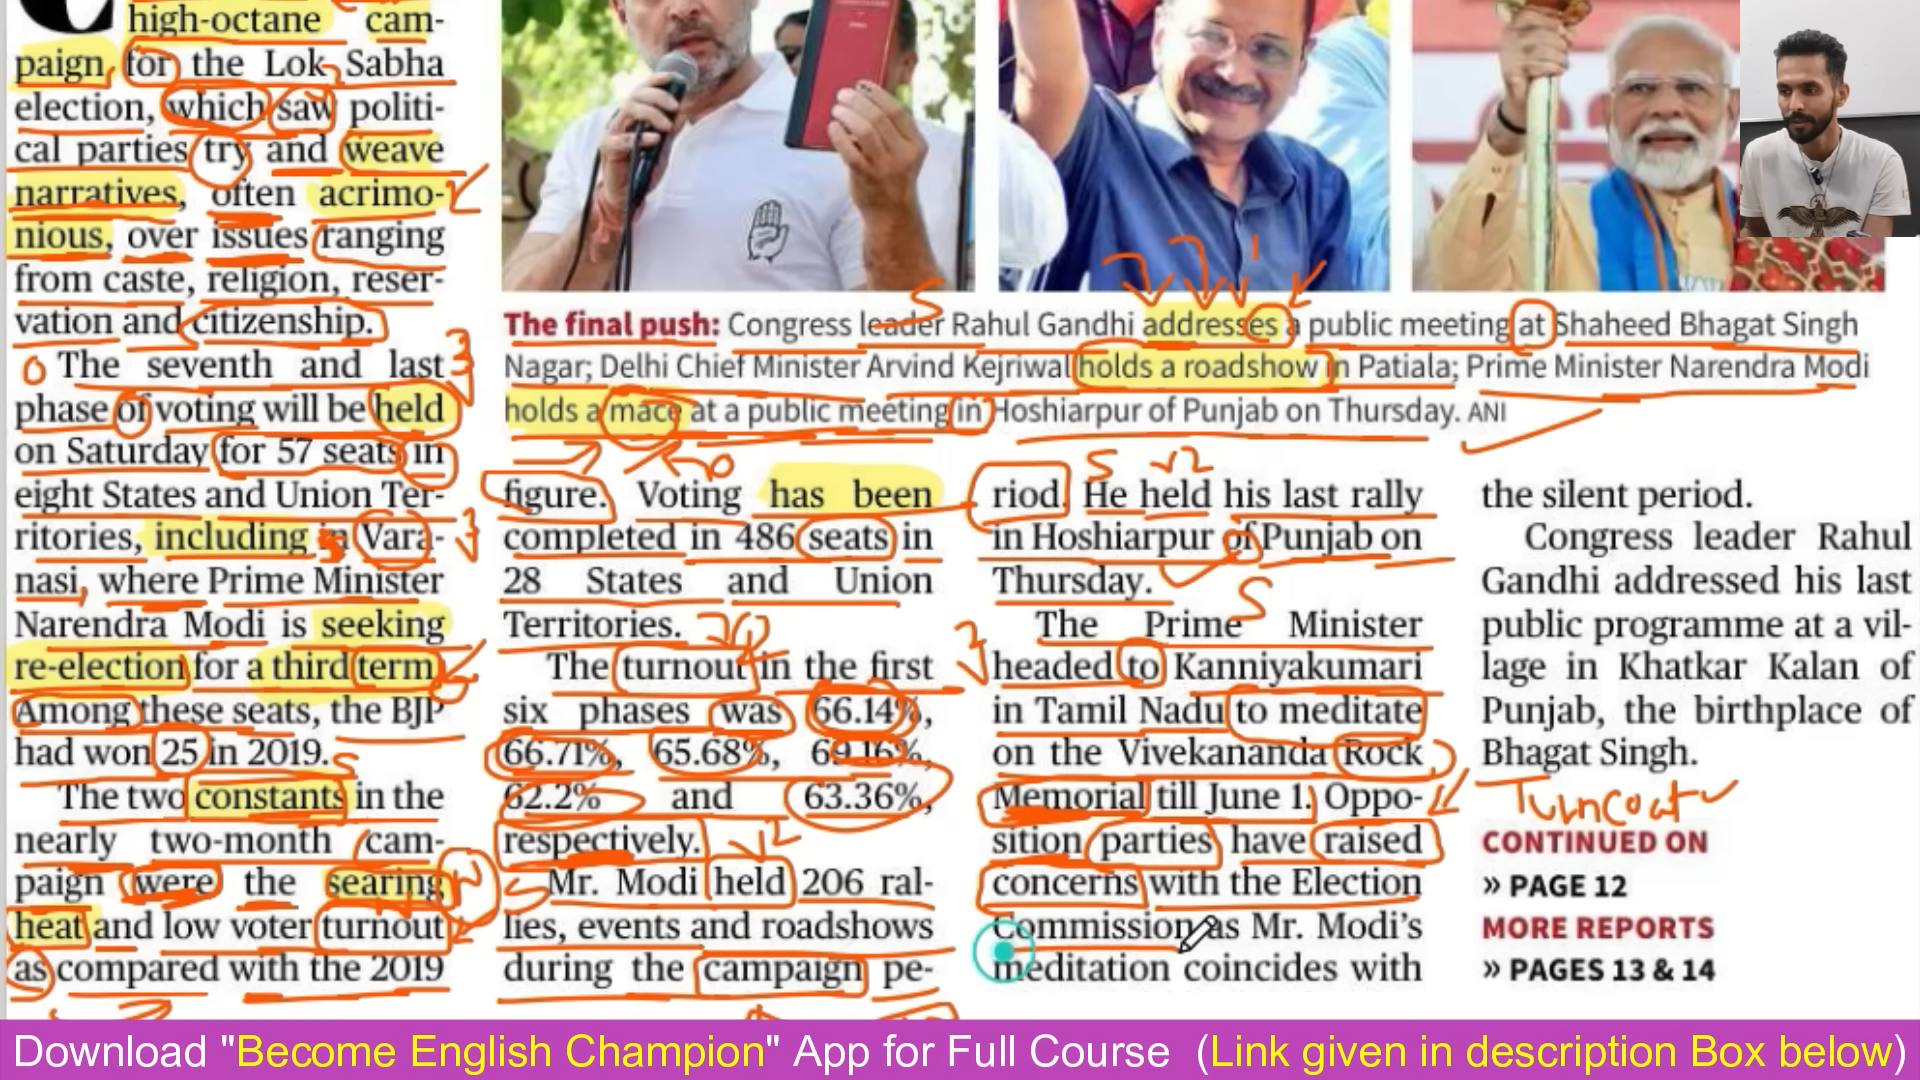 high-octane cam-
paign, for the Lok Sabha
election, which saw politi-
cal parties try and weave
narratives, often acrimo-
nious, over issues ranging
from caste, religion, reser-
vation and citizenship.
The seventh and last
phase of voting will be held
on Saturday for 57 seats in
eight States and Union Ter-
ritories, including in Vara-
nasi, where Prime Minister
Narendra Modi is seeking
re-election for a third term.
Among these seats, the BJP
had won 25 in 2019.
The two constants in the
nearly two-month cam-
paign were the searing
heat and low voter turnout
as compared with the 2019
The final push: Congress leader Rahul Gandhi addresses a public meeting at Shaheed Bhagat Singh
Nagar; Delhi Chief Minister Arvind Kejriwal holds a roadshow in Patiala; Prime Minister Narendra Modi
holds a mace at a public meeting in Hoshiarpur of Punjab on Thursday. ANI
figure. Voting has been
completed in 486 seats in
28 States and Union
Territories.
The turnout in the first
six phases was 66.14%,
66.71%, 65.68%, 69.16%,
62.2% and 63.36%,
respectively.
Mr. Modi held 206 ral-
lies, events and roadshows
during the campaign pe-
riod. He held his last rally
in Hoshiarpur of Punjab on
Thursday.
The Prime Minister
headed to Kanniyakumari
in Tamil Nadu to meditate
on the Vivekananda Rock
Memorial till June 1. Oppo-
sition parties have raised
concerns with the Election
Commission as Mr. Modi's
meditation coincides with
the silent period.
Congress leader Rahul
Gandhi addressed his last
public programme at a vil-
lage in Khatkar Kalan of
Punjab, the birthplace of
Bhagat Singh.
Turncoat
CONTINUED ON
» PAGE 12
MORE REPORTS
» PAGES 13 & 14
Download "Become English Champion" App for Full Course (Link given in description Box below)